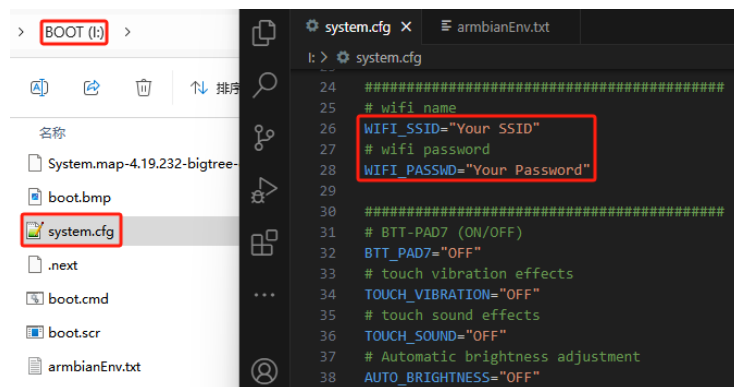 BOOT (I:)
排序
名称
System.map-4.19.232-bigtree-
boot.bmp
system.cfg
.next
boot.cmd
boot.scr
armbianEnv.txt
system.cfg
armbianEnv.txt
I: > system.cfg
24 ###########################################
25 # wifi name
26 WIFI_SSID="Your SSID"
27 # wifi password
28 WIFI_PASSWD="Your Password"
29
30 ###########################################
31 # BTT-PAD7 (ON/OFF)
32 BTT_PAD7="OFF"
33 # touch vibration effects
34 TOUCH_VIBRATION="OFF"
35 # touch sound effects
36 TOUCH_SOUND="OFF"
37 # Automatic brightness adjustment
38 AUTO_BRIGHTNESS="OFF"